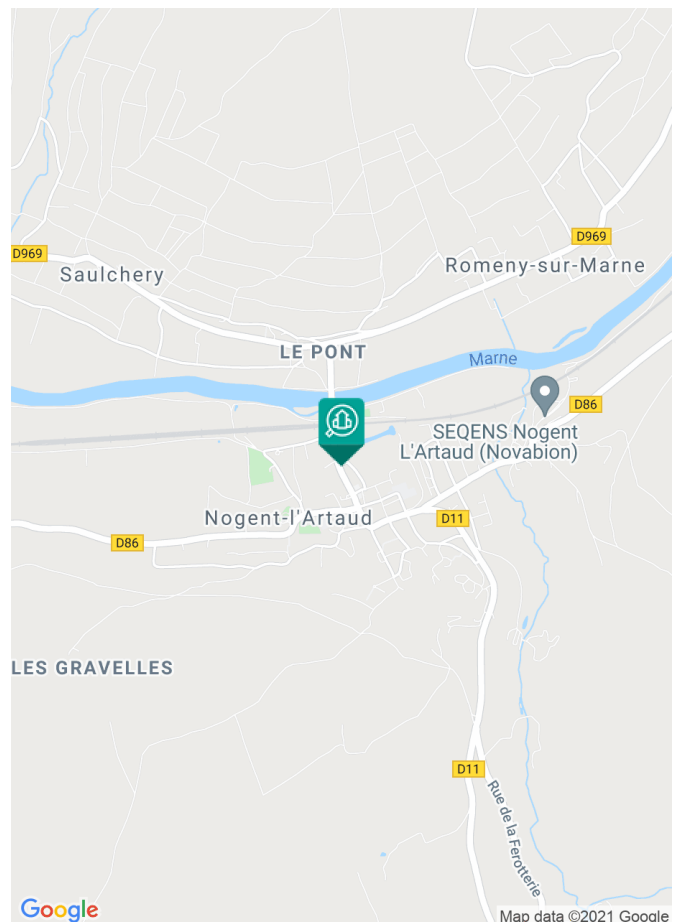 D969
D969
Saulchery
Romeny-sur-Marne
LE PONT
Marne
D86
SEQENS Nogent
L'Artaud (Novabion)
Nogent-l'Artaud
D11
D86
LES GRAVELLES
D11
Rue de la Ferotterie
Google
Map data ©2021 Google